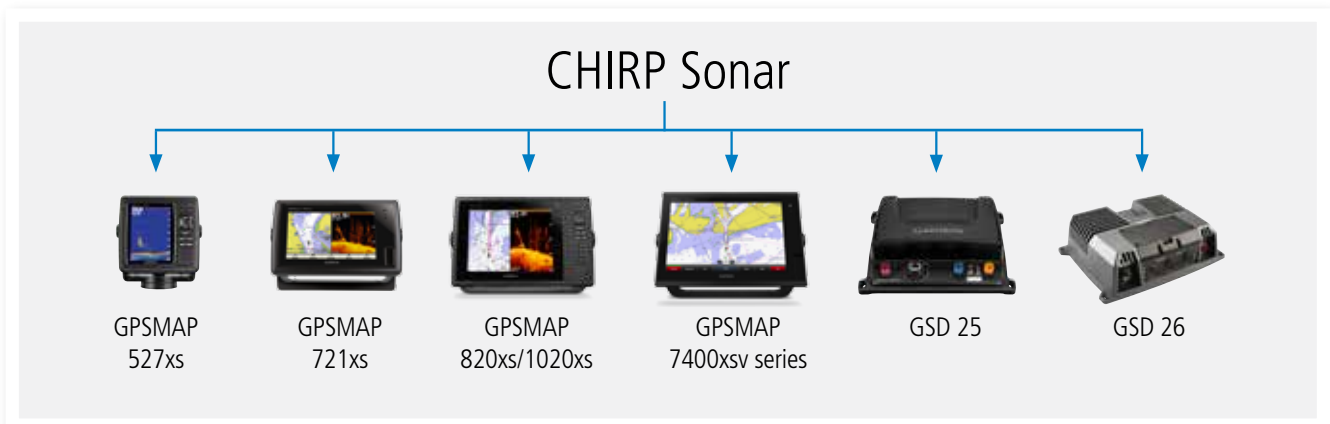 CHIRP Sonar
GPSMAP
527xs
GPSMAP
721xs
GPSMAP
820xs/1020xs
GPSMAP
7400xsv series
GSD 25
GSD 26